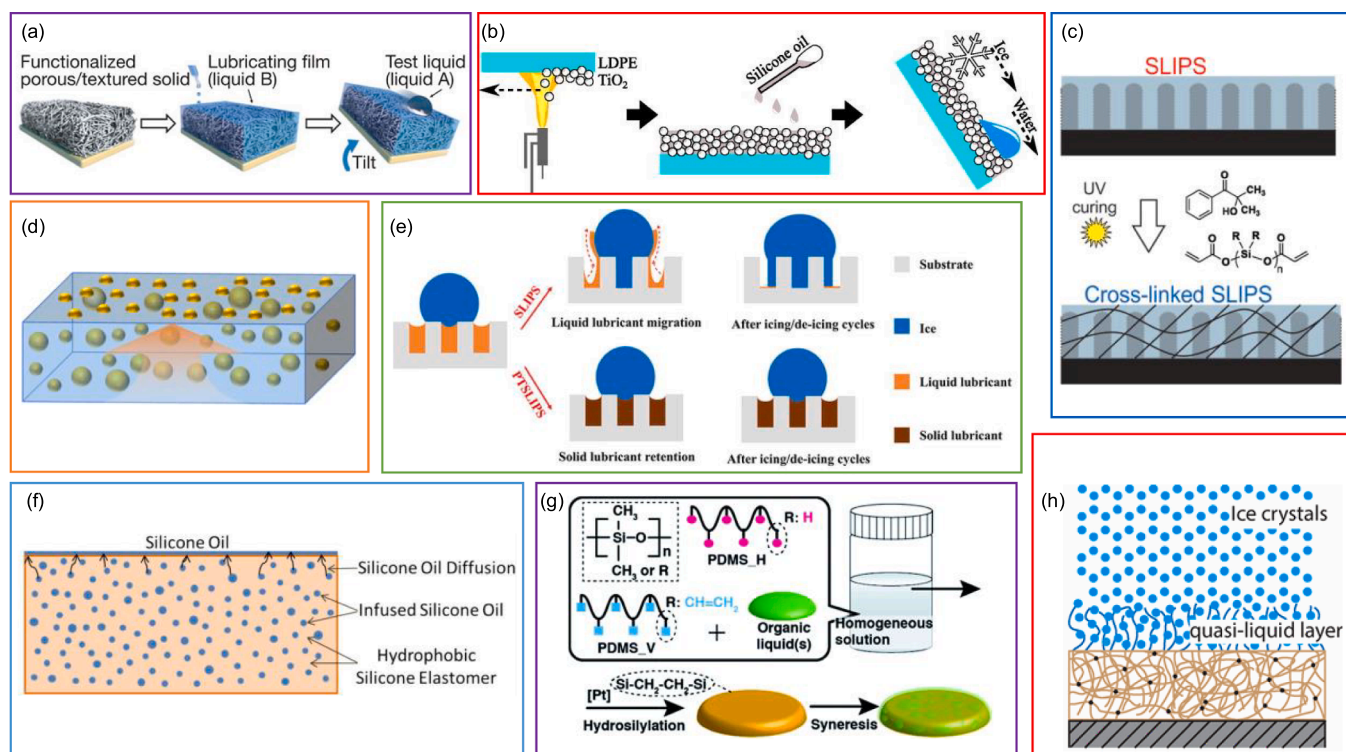 (a)
Functionalized
porous/textured solid
Lubricating film
(liquid B)
Test liquid
(liquid A)
Tilt
(b)
LDPE
TiO₂
Silicone oil
Ice
Water
(c)
SLIPS
UV
curing
O
CH₃
HO CH₃
R R
O Si O O
O n
Cross-linked SLIPS
(d)
(e)
SLIPS
PTSLIPS
Liquid lubricant migration
After icing/de-icing cycles
Solid lubricant retention
After icing/de-icing cycles
Substrate
Ice
Liquid lubricant
Solid lubricant
(f)
Silicone Oil
Silicone Oil Diffusion
Infused Silicone Oil
Hydrophobic
Silicone Elastomer
(g)
CH₃
Si–O
n
CH₃ or R
R: H
PDMS_H
R: CH=CH₂
PDMS_V
+
Organic
liquid(s)
Homogeneous
solution
[Pt]
Si-CH₂-CH₂-Si
Hydrosilylation
Syneresis
(h)
Ice crystals
quasi-liquid layer